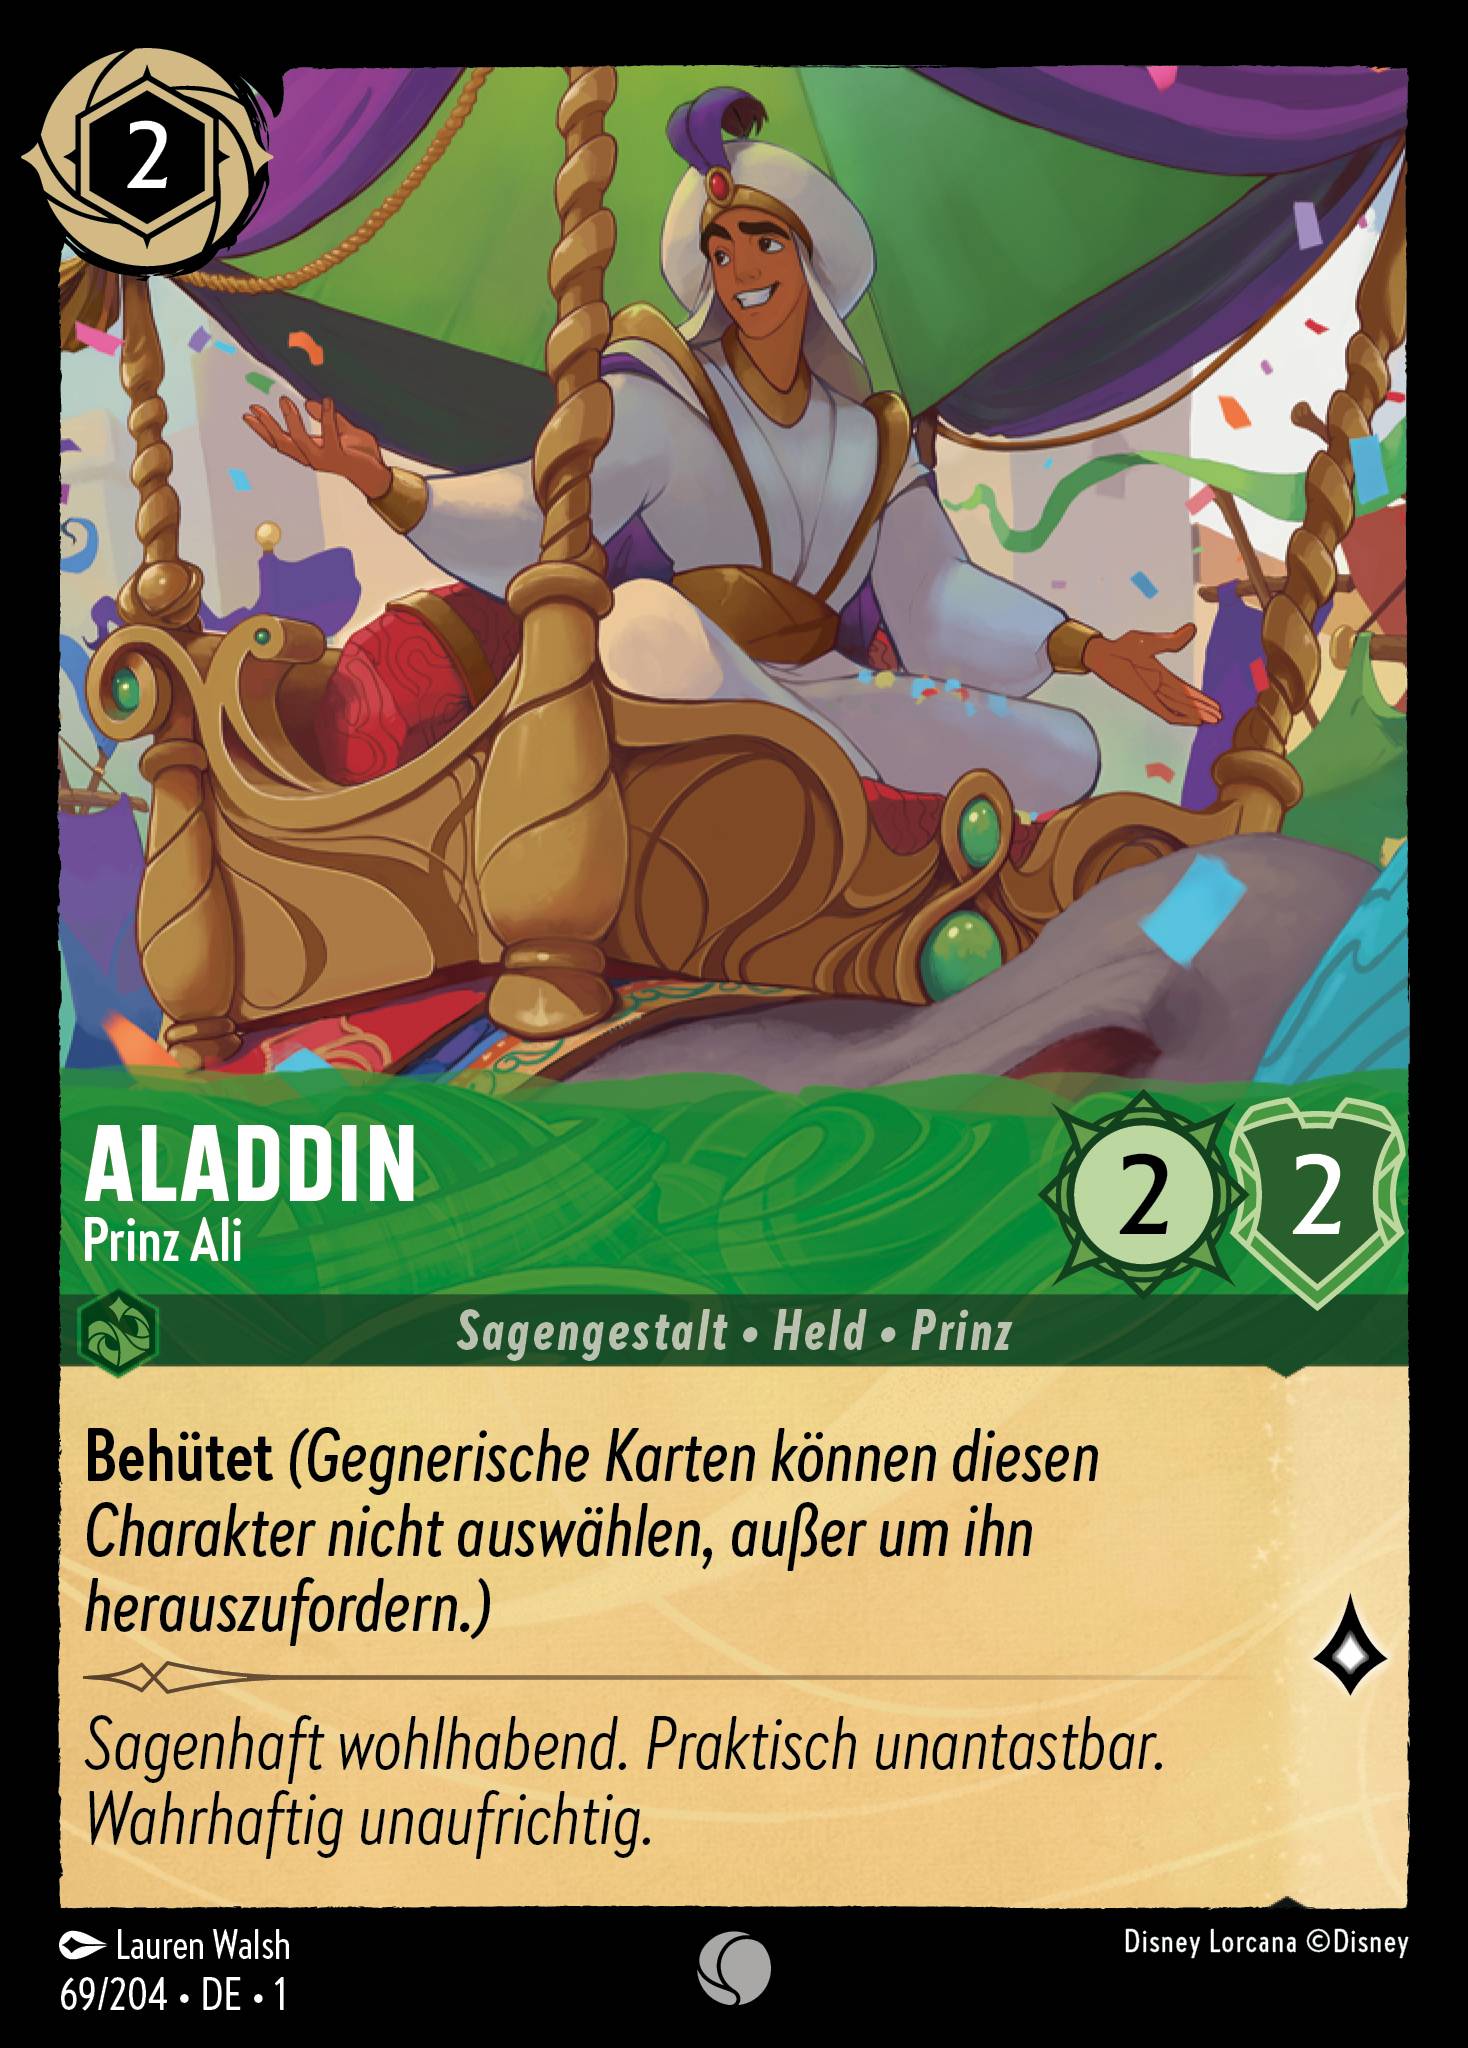 2
ALADDIN
Prinz Ali
2 2
Sagengestalt • Held • Prinz
Behütet (Gegnerische Karten können diesen
Charakter nicht auswählen, außer um ihn
herauszufordern.)
Sagenhaft wohlhabend. Praktisch unantastbar.
Wahrhaftig unaufrichtig.
Lauren Walsh
Disney Lorcana ©Disney
69/204 • DE • 1